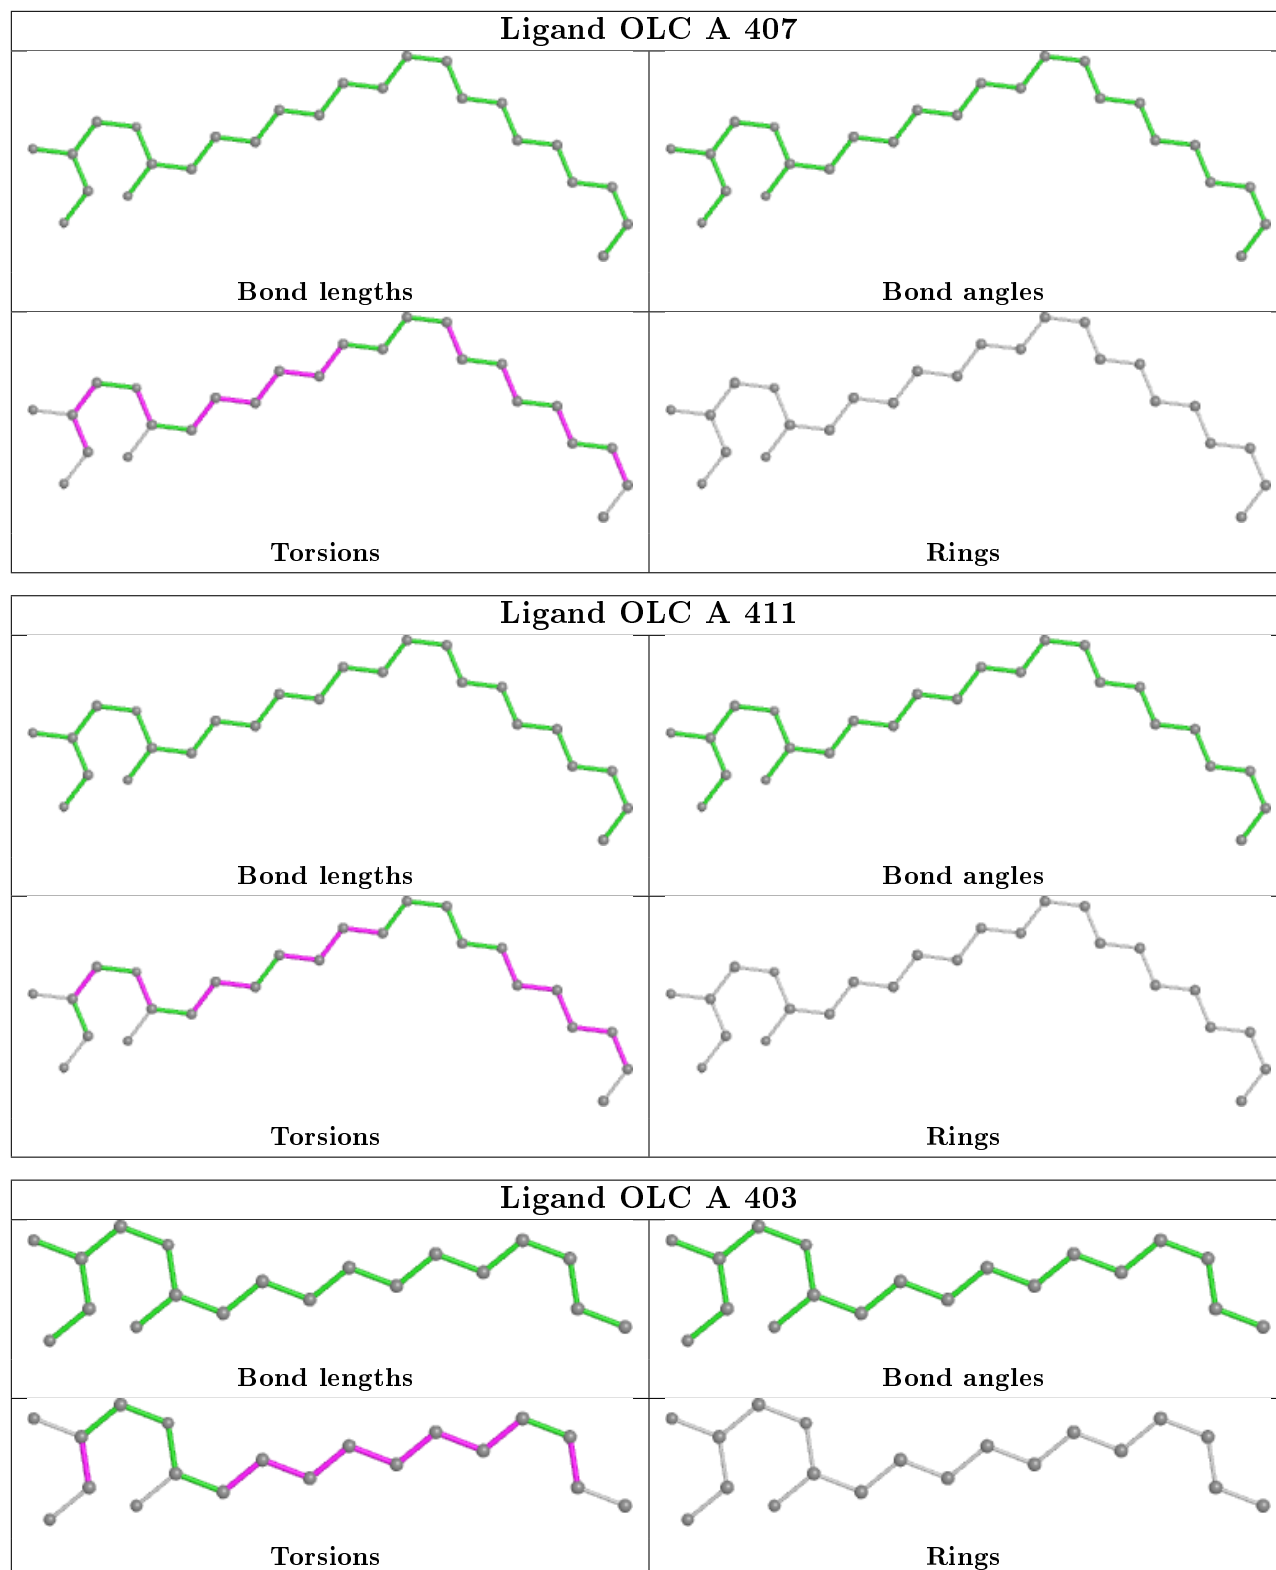 Ligand OLC A 407
Bond lengths
Bond angles
Torsions
Rings
Ligand OLC A 411
Bond lengths
Bond angles
Torsions
Rings
Ligand OLC A 403
Bond lengths
Bond angles
Torsions
Rings